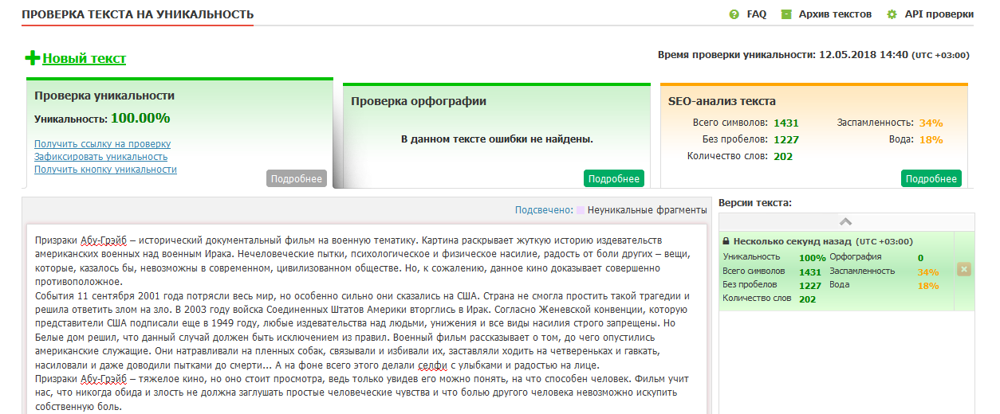 ПРОВЕРКА ТЕКСТА НА УНИКАЛЬНОСТЬ
FAQ Архив текстов API проверки
Новый текст
Время проверки уникальности: 12.05.2018 14:40 (UTC +03:00)
Проверка уникальности
Уникальность: 100.00%
Получить ссылку на проверку
Зафиксировать уникальность
Получить кнопку уникальности
Подробнее
Проверка орфографии
В данном тексте ошибки не найдены.
Подробнее
SEO-анализ текста
Всего символов: 1431 Заспамленность: 34%
Без пробелов: 1227 Вода: 18%
Количество слов: 202
Подробнее
Подсвечено: Неуникальные фрагменты
Призраки Абу-Грэйб – исторический документальный фильм на военную тематику. Картина раскрывает жуткую историю издевательств
американских военных над военным Ирака. Нечеловеческие пытки, психологическое и физическое насилие, радость от боли других – вещи,
которые, казалось бы, невозможны в современном, цивилизованном обществе. Но, к сожалению, данное кино доказывает совершенно
противоположное.
События 11 сентября 2001 года потрясли весь мир, но особенно сильно они сказались на США. Страна не смогла простить такой трагедии и
решила ответить злом на зло. В 2003 году войска Соединенных Штатов Америки вторглись в Ирак. Согласно Женевской конвенции, которую
представители США подписали еще в 1949 году, любые издевательства над людьми, унижения и все виды насилия строго запрещены. Но
Белые дом решил, что данный случай должен быть исключением из правил. Военный фильм рассказывает о том, до чего опустились
американские служащие. Они натравливали на пленных собак, связывали и избивали их, заставляли ходить на четвереньках и гавкать,
насиловали и даже доводили пытками до смерти... А на фоне всего этого делали селфи с улыбками и радостью на лице.
Призраки Абу-Грэйб – тяжелое кино, но оно стоит просмотра, ведь только увидев его можно понять, на что способен человек. Фильм учит
нас, что никогда обида и злость не должна заглушать простые человеческие чувства и что болью другого человека невозможно искупить
собственную боль.
Версии текста:
Несколько секунд назад (UTC +03:00)
Уникальность 100% Орфография 0
Всего символов 1431 Заспамленность 34%
Без пробелов 1227 Вода 18%
Количество слов 202